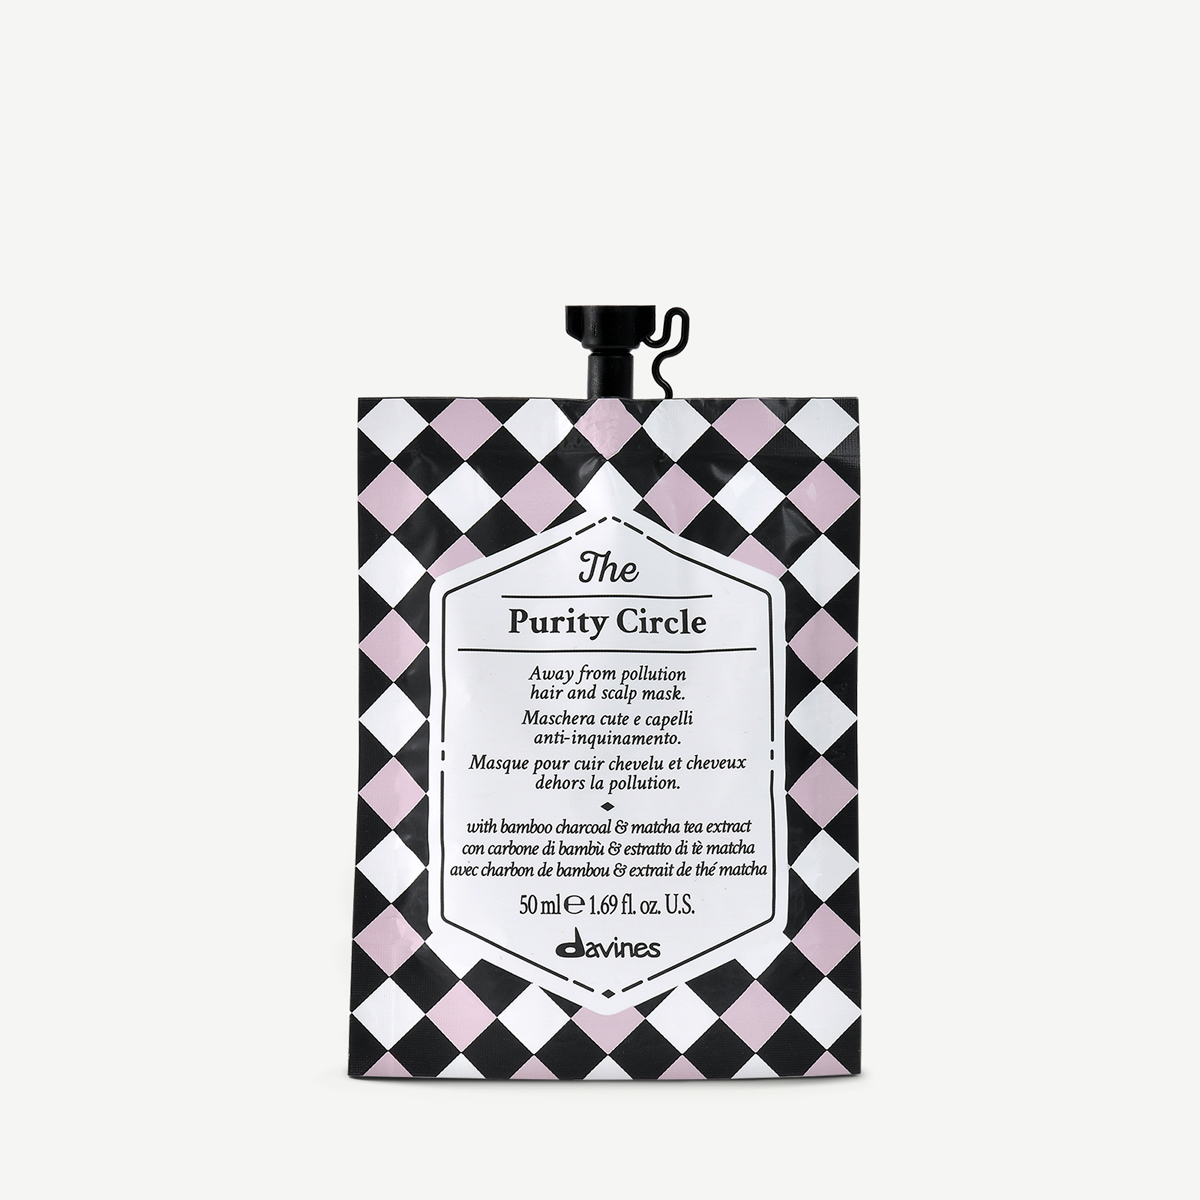 The
Purity Circle
Away from pollution
hair and scalp mask.
Maschera cute e capelli
anti-inquinamento.
Masque pour cuir chevelu et cheveux
dehors la pollution.
with bamboo charcoal & matcha tea extract
con carbone di bambù & estratto di tè matcha
avec charbon de bambou & extrait de thé matcha
50 ml ℮ 1.69 fl. oz. U.S.
davines